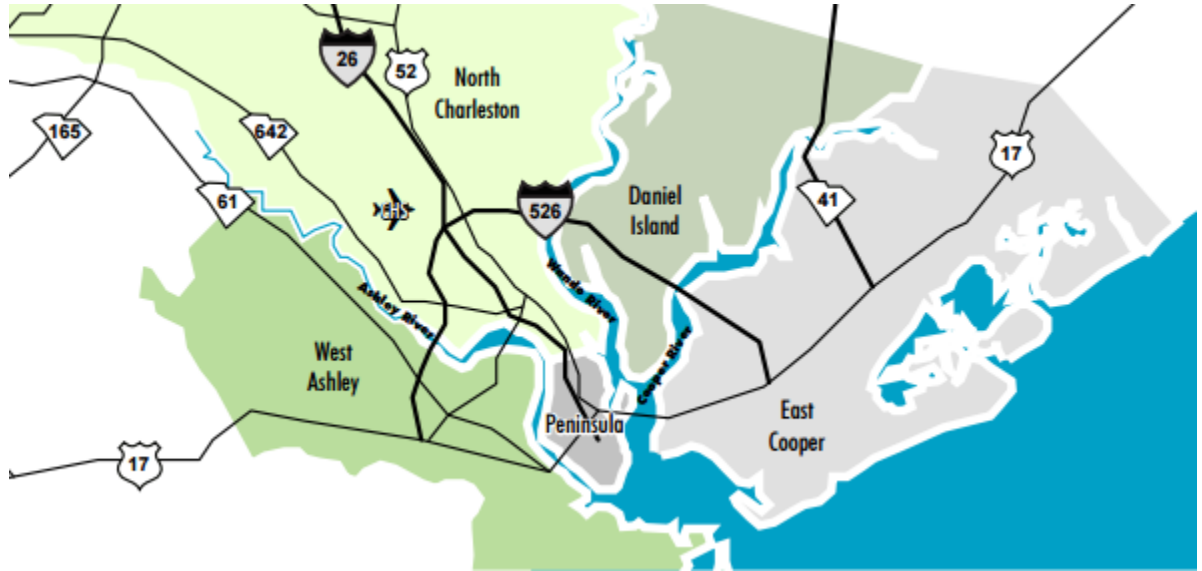 26
52
North
Charleston
165
642
17
61
CHS
526
Daniel
Island
41
Wando River
Ashley River
Cooper River
West
Ashley
Peninsula
East
Cooper
17